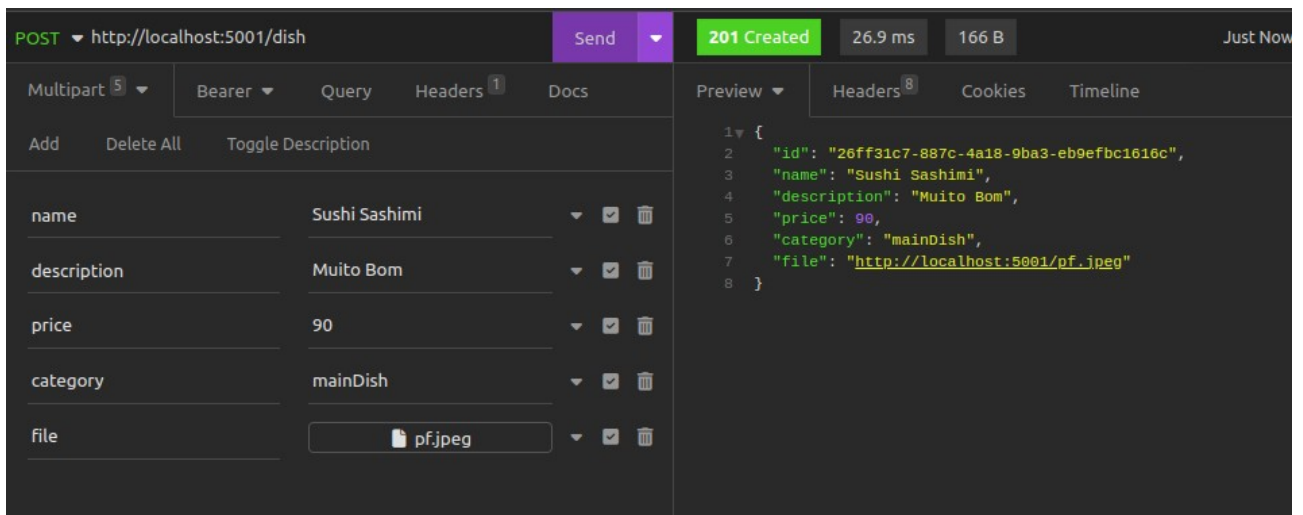 POST http://localhost:5001/dish Send 201 Created 26.9 ms 166 B Just Now
Multipart 5 Bearer Query Headers 1 Docs Preview Headers 8 Cookies Timeline
Add Delete All Toggle Description
name Sushi Sashimi
description Muito Bom
price 90
category mainDish
file pf.jpeg
1 {
2 "id": "26ff31c7-887c-4a18-9ba3-eb9efbc1616c",
3 "name": "Sushi Sashimi",
4 "description": "Muito Bom",
5 "price": 90,
6 "category": "mainDish",
7 "file": "http://localhost:5001/pf.jpeg"
8 }